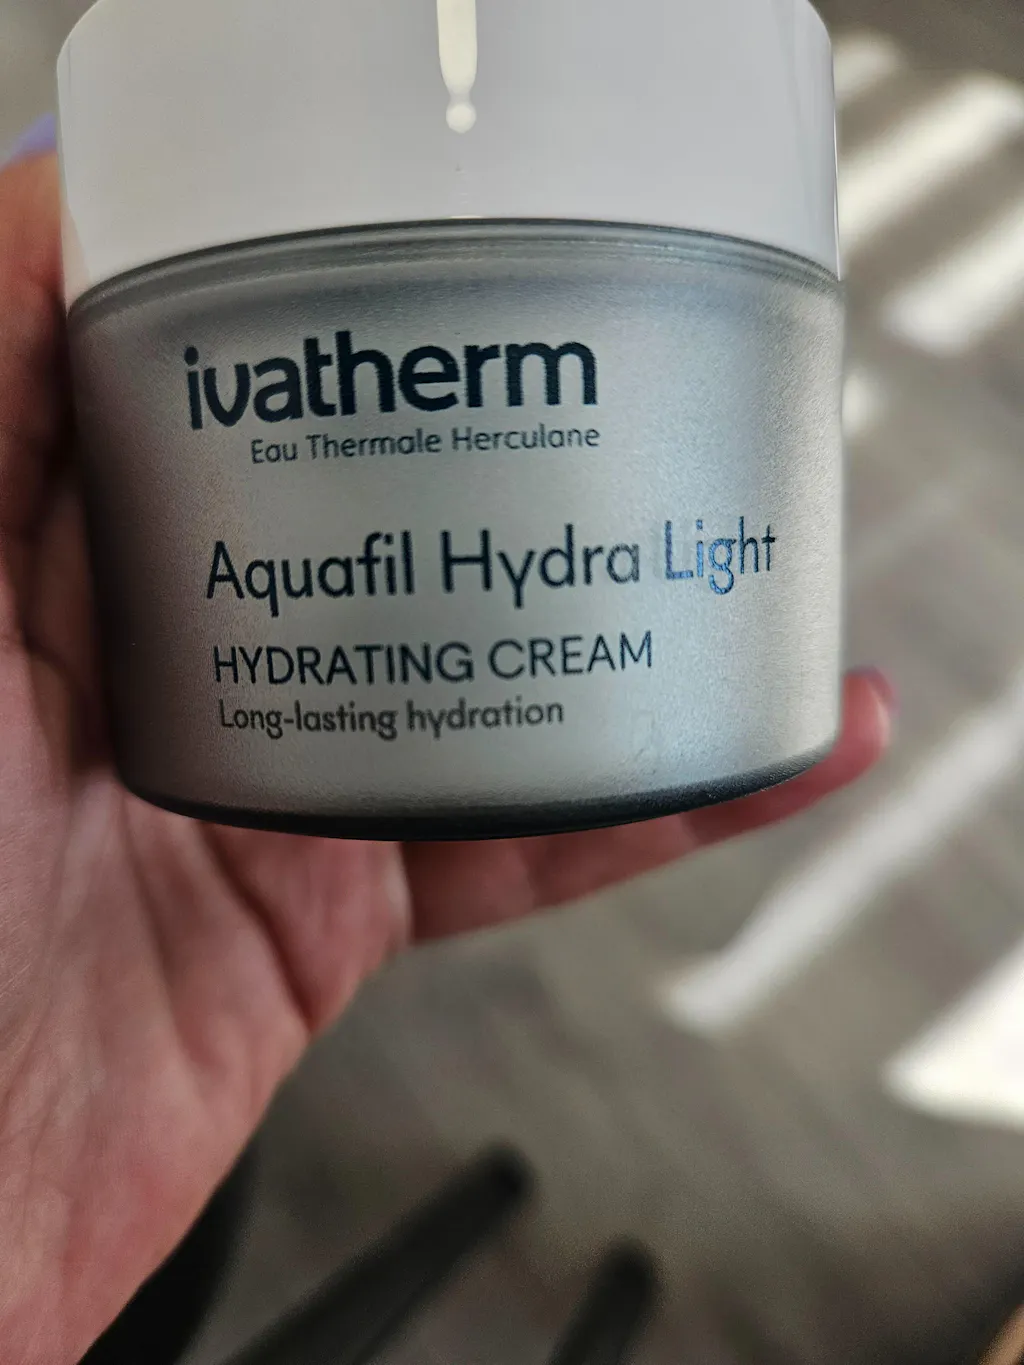 ivatherm
Eau Thermale Herculane
Aquafil Hydra Light
HYDRATING CREAM
Long-lasting hydration